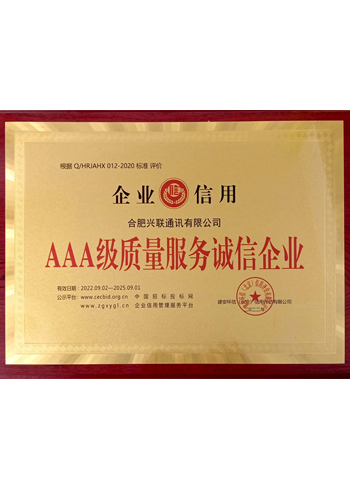 根据 Q/HRJAHX 012-2020 标准 评价
企业 信用
合肥兴联通讯有限公司
AAA级质量服务诚信企业
有效日期：2022.09.02—2025.09.01
公示平台：www.secbid.org.cn 中国招标投标网
www.zgxygl.cn 企业信用管理服务平台